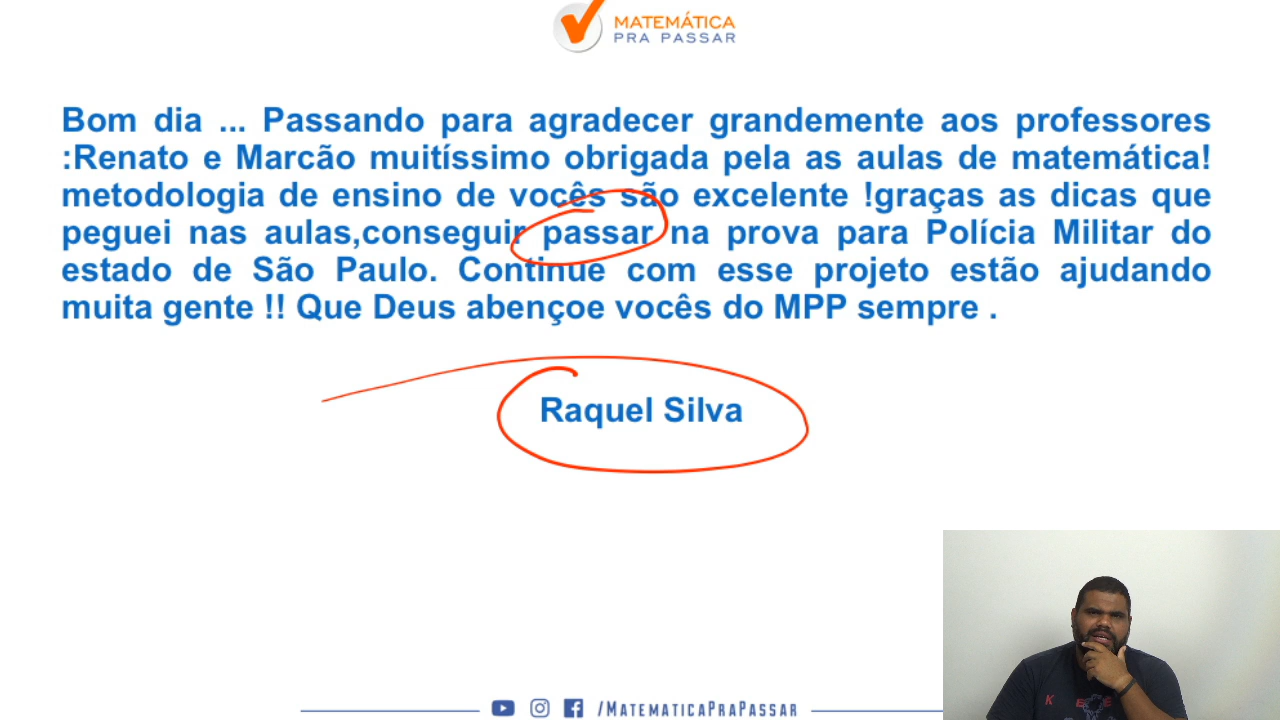 MATEMÁTICA
PRA PASSAR
Bom dia ... Passando para agradecer grandemente aos professores
:Renato e Marcão muitíssimo obrigada pela as aulas de matemática!
metodologia de ensino de vocês são excelente !graças as dicas que
peguei nas aulas,conseguir passar na prova para Polícia Militar do
estado de São Paulo. Continue com esse projeto estão ajudando
muita gente !! Que Deus abençoe vocês do MPP sempre .
Raquel Silva
/MATEMATICAPRAPASSAR